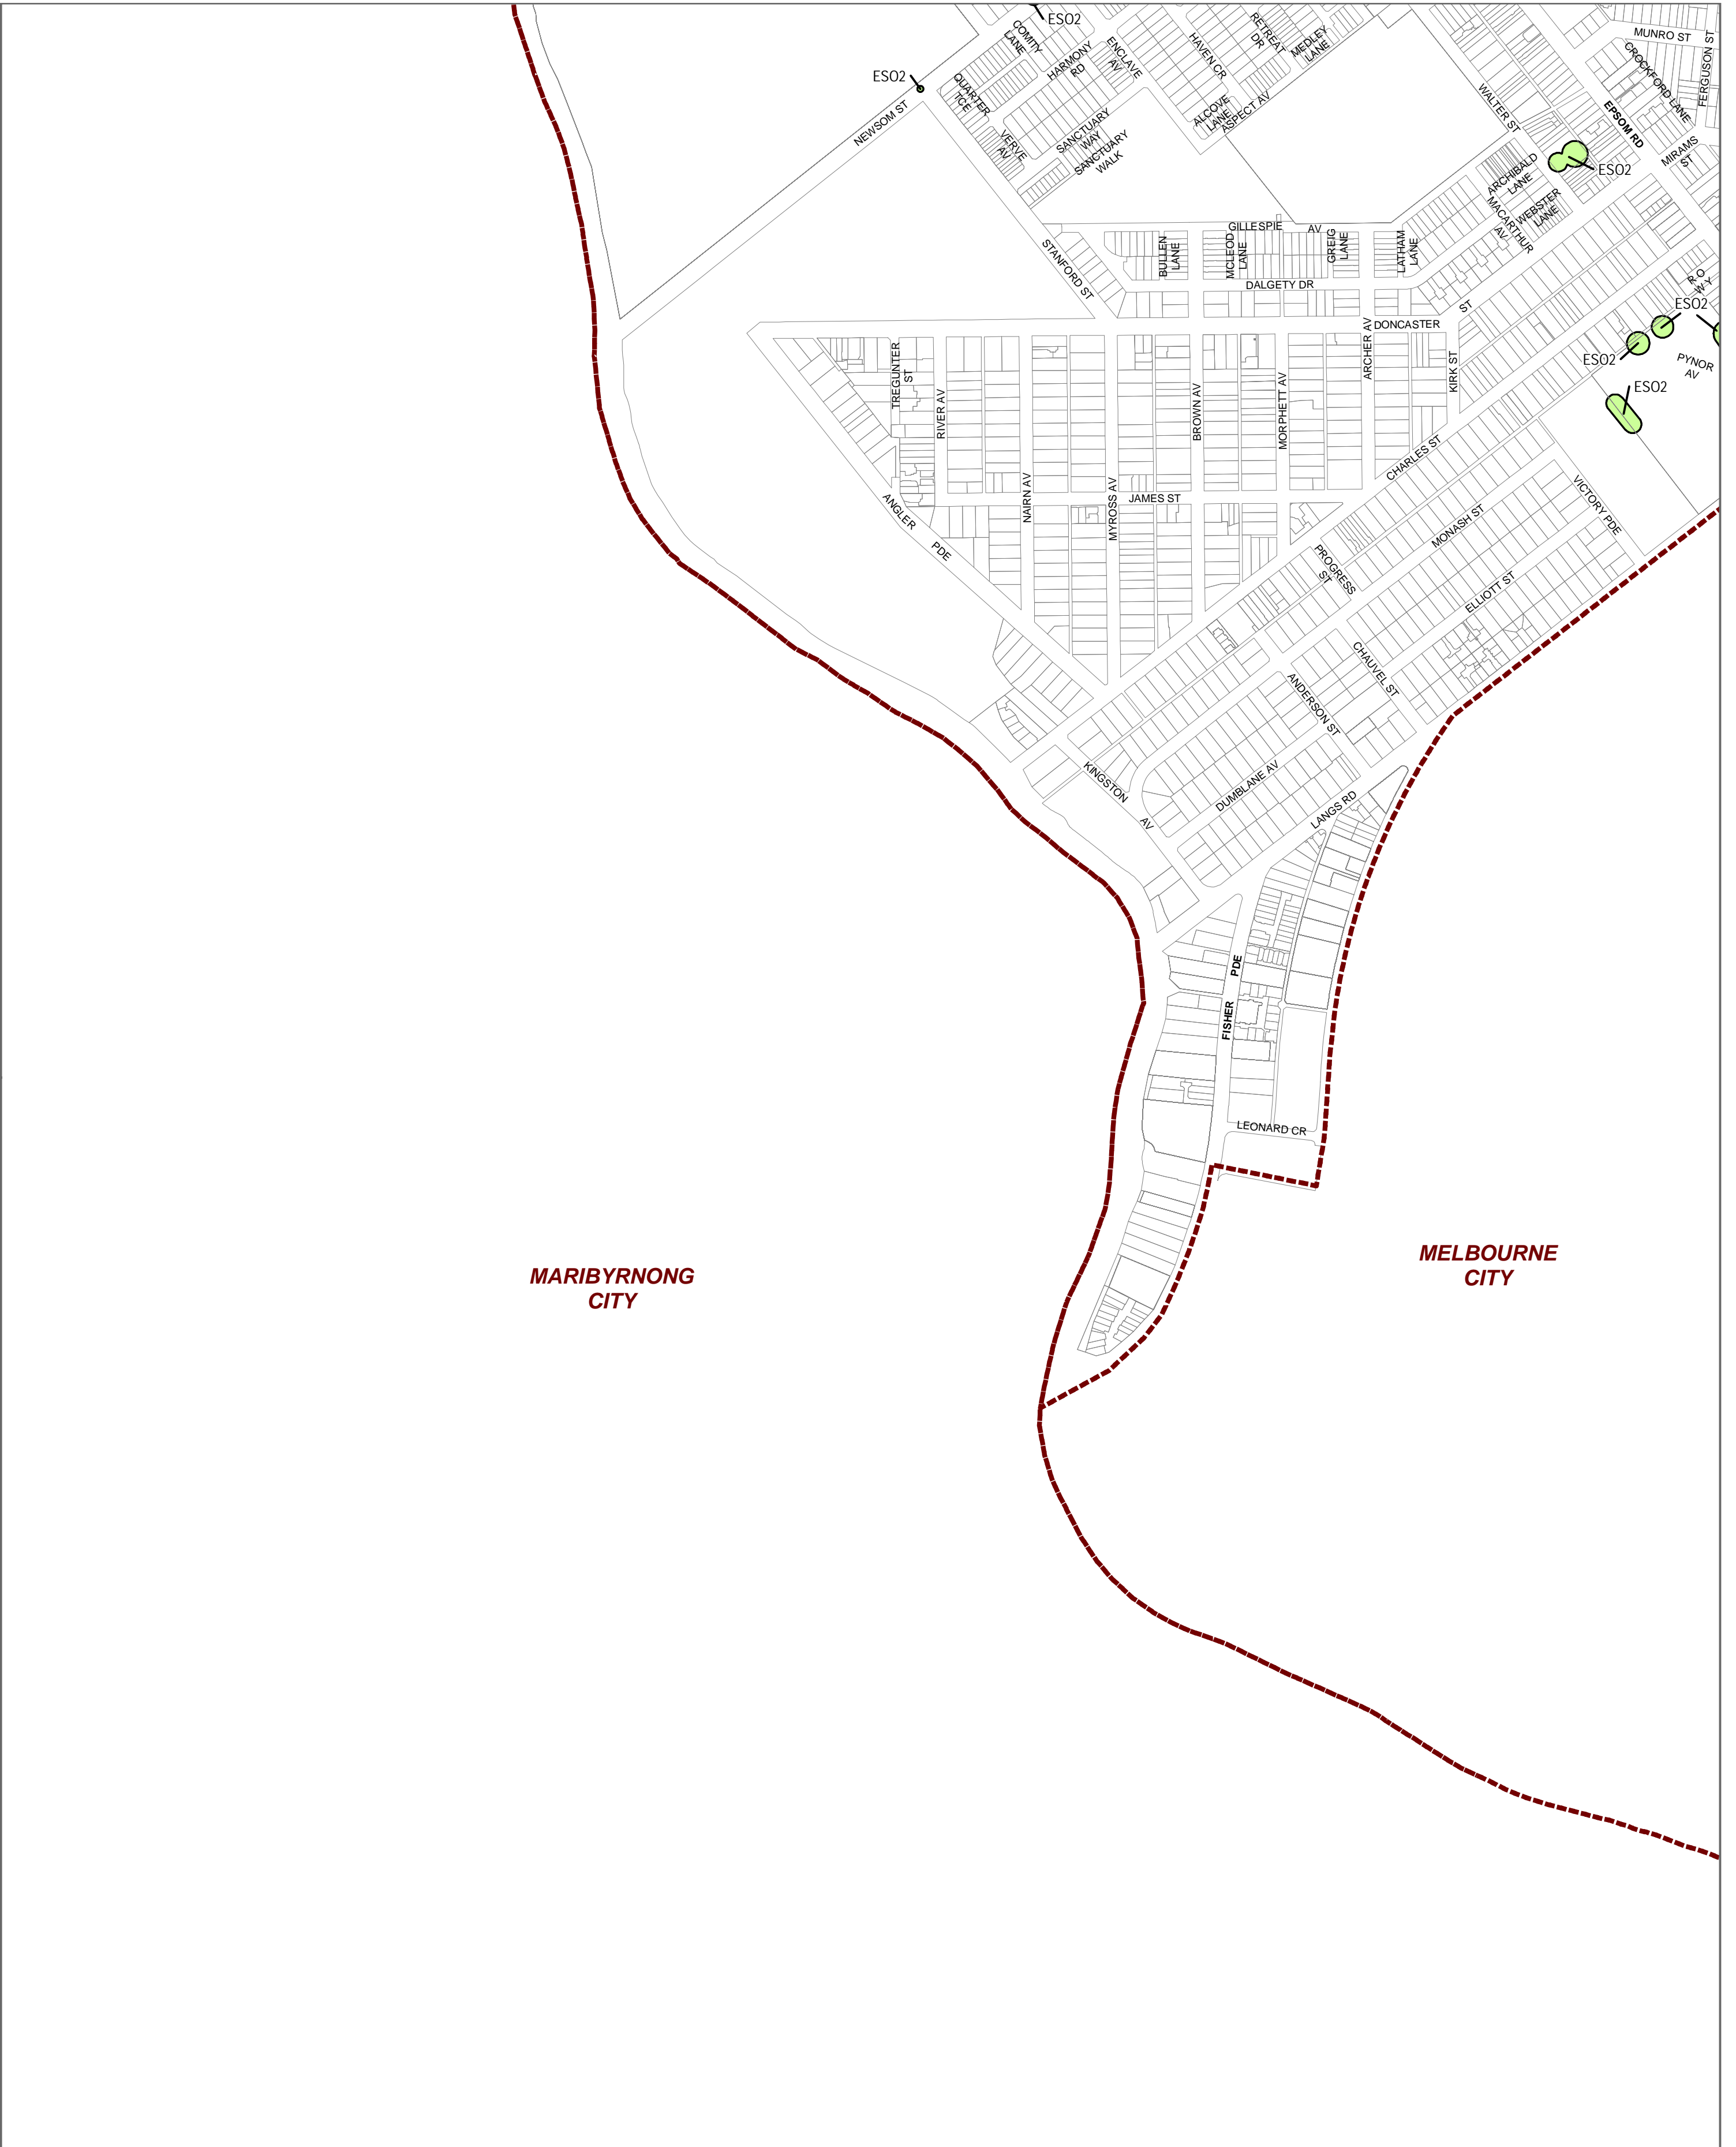 ESO2
COMITY
LANE
HARMONY
RD
ENCLAVE
AV
HAVEN CR
RETREAT
DR
MEDLEY
LANE
MUNRO ST
CROCKFORD LANE
FERGUSON ST
ESO2
QUARTER
TCE
NEWSOM ST
VERVE
AV
SANCTUARY
WAY
SANCTUARY
WALK
ALCOVE
LANE
ASPECT AV
WALTER ST
EPSOM RD
MIRAMS
ST
ESO2
ARCHIBALD
LANE
WEBSTER
LANE
MACARTHUR
AV
STANFORD ST
GILLESPIE AV
BULLEN
LANE
MCLEOD
LANE
GREIG
LANE
LATHAM
LANE
DALGETY DR
R O
W Y
ESO2
DONCASTER ST
ESO2
PYNOR
AV
ESO2
TREGUNTER
ST
RIVER AV
BROWN AV
MORPHETT AV
ARCHER AV
KIRK ST
CHARLES ST
NAIRN AV
MYROSS AV
JAMES ST
ANGLER PDE
PROGRESS
ST
MONASH ST
VICTORY PDE
ELLIOTT ST
CHAUVEL ST
ANDERSON ST
KINGSTON AV
DUMBLANE AV
LANGS RD
FISHER PDE
LEONARD CR
MARIBYRNONG
CITY
MELBOURNE
CITY